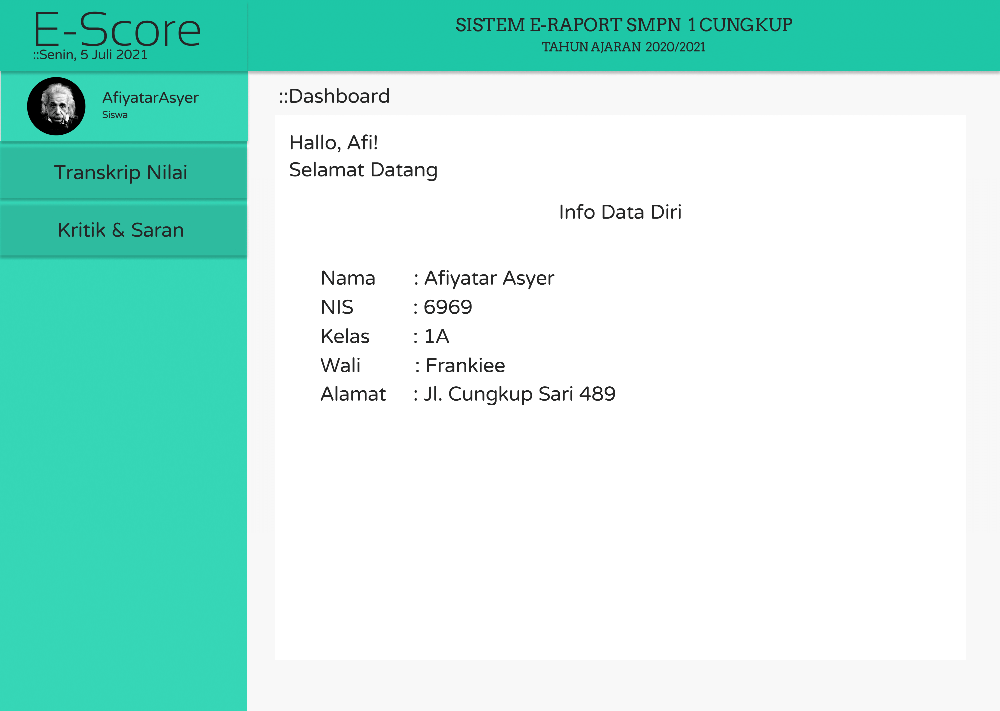 E-Score
::Senin, 5 Juli 2021
SISTEM E-RAPORT SMPN 1 CUNGKUP
TAHUN AJARAN 2020/2021
AfiyatarAsyer
Siswa
Transkrip Nilai
Kritik & Saran
::Dashboard
Hallo, Afi!
Selamat Datang
Info Data Diri
Nama : Afiyatar Asyer
NIS : 6969
Kelas : 1A
Wali : Frankiee
Alamat : Jl. Cungkup Sari 489